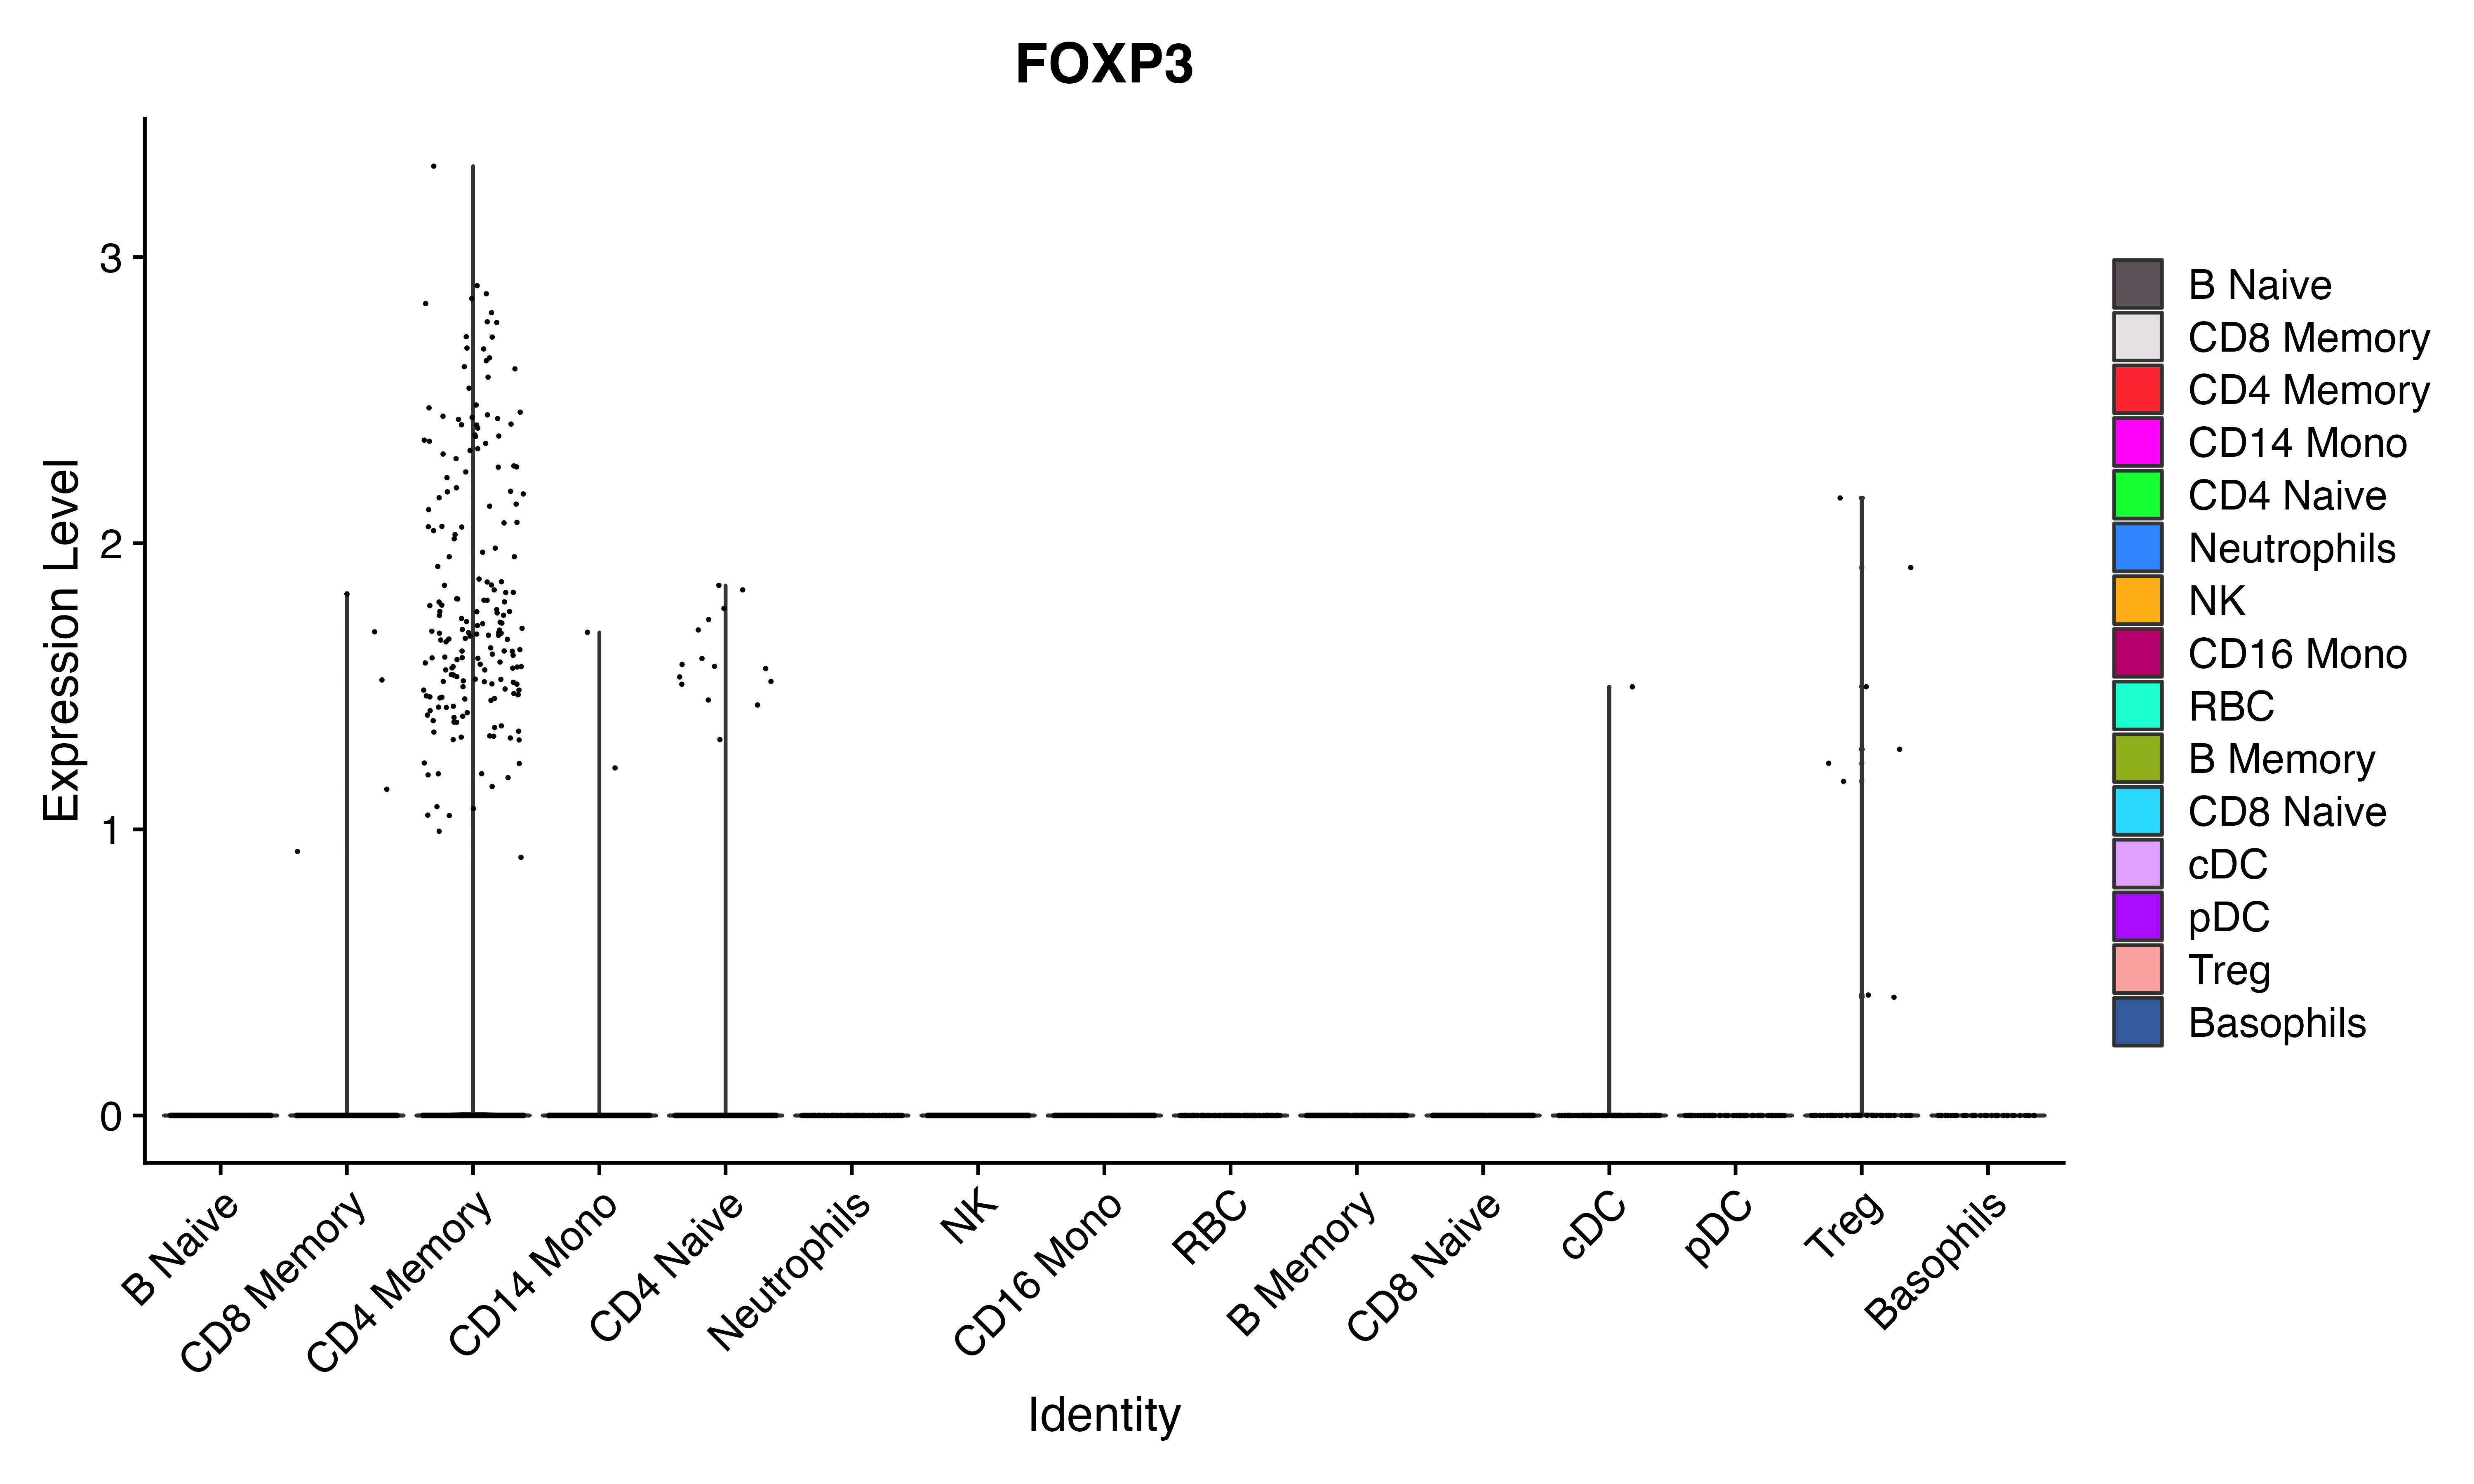 FOXP3
Expression Level
3
2
1
0
B Naive
CD8 Memory
CD4 Memory
CD14 Mono
CD4 Naive
Neutrophils
NK
CD16 Mono
RBC
B Memory
CD8 Naive
cDC
pDC
Treg
Basophils
Identity
B Naive
CD8 Memory
CD4 Memory
CD14 Mono
CD4 Naive
Neutrophils
NK
CD16 Mono
RBC
B Memory
CD8 Naive
cDC
pDC
Treg
Basophils